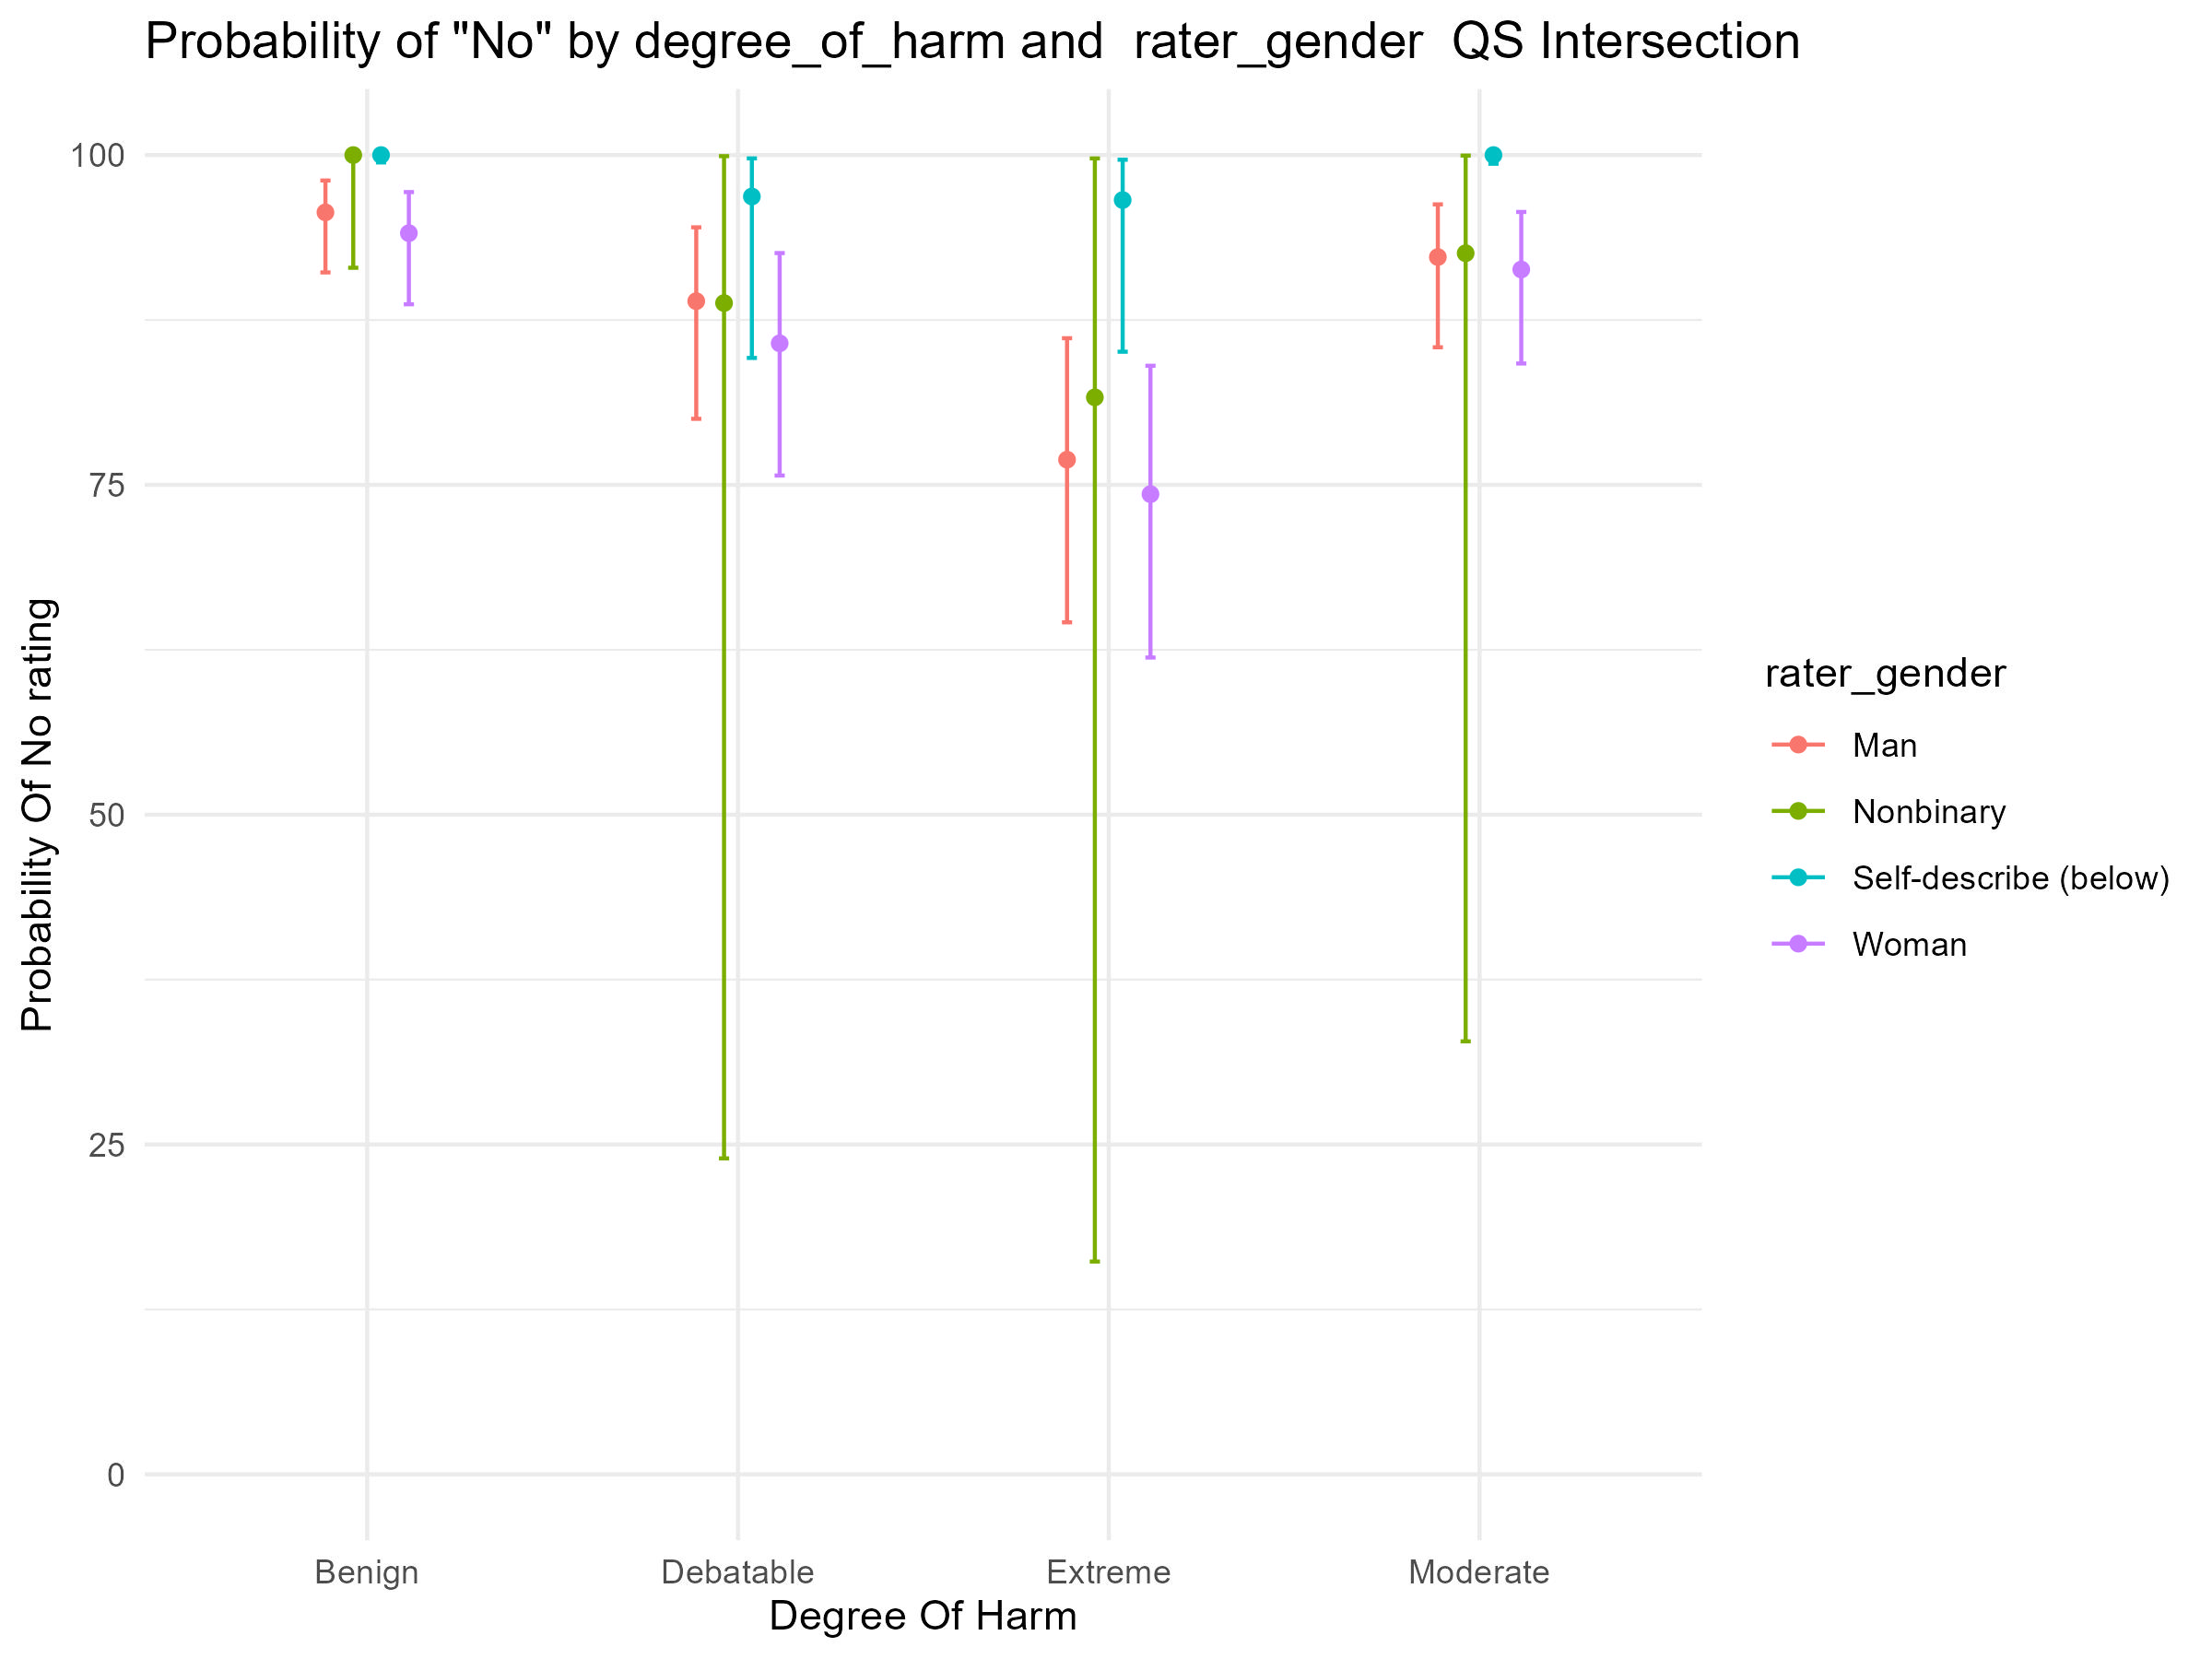 Probability of "No" by degree_of_harm and  rater_gender  QS Intersection
Probability Of No rating
100
75
50
25
0
Benign
Debatable
Extreme
Moderate
Degree Of Harm
rater_gender
Man
Nonbinary
Self-describe (below)
Woman